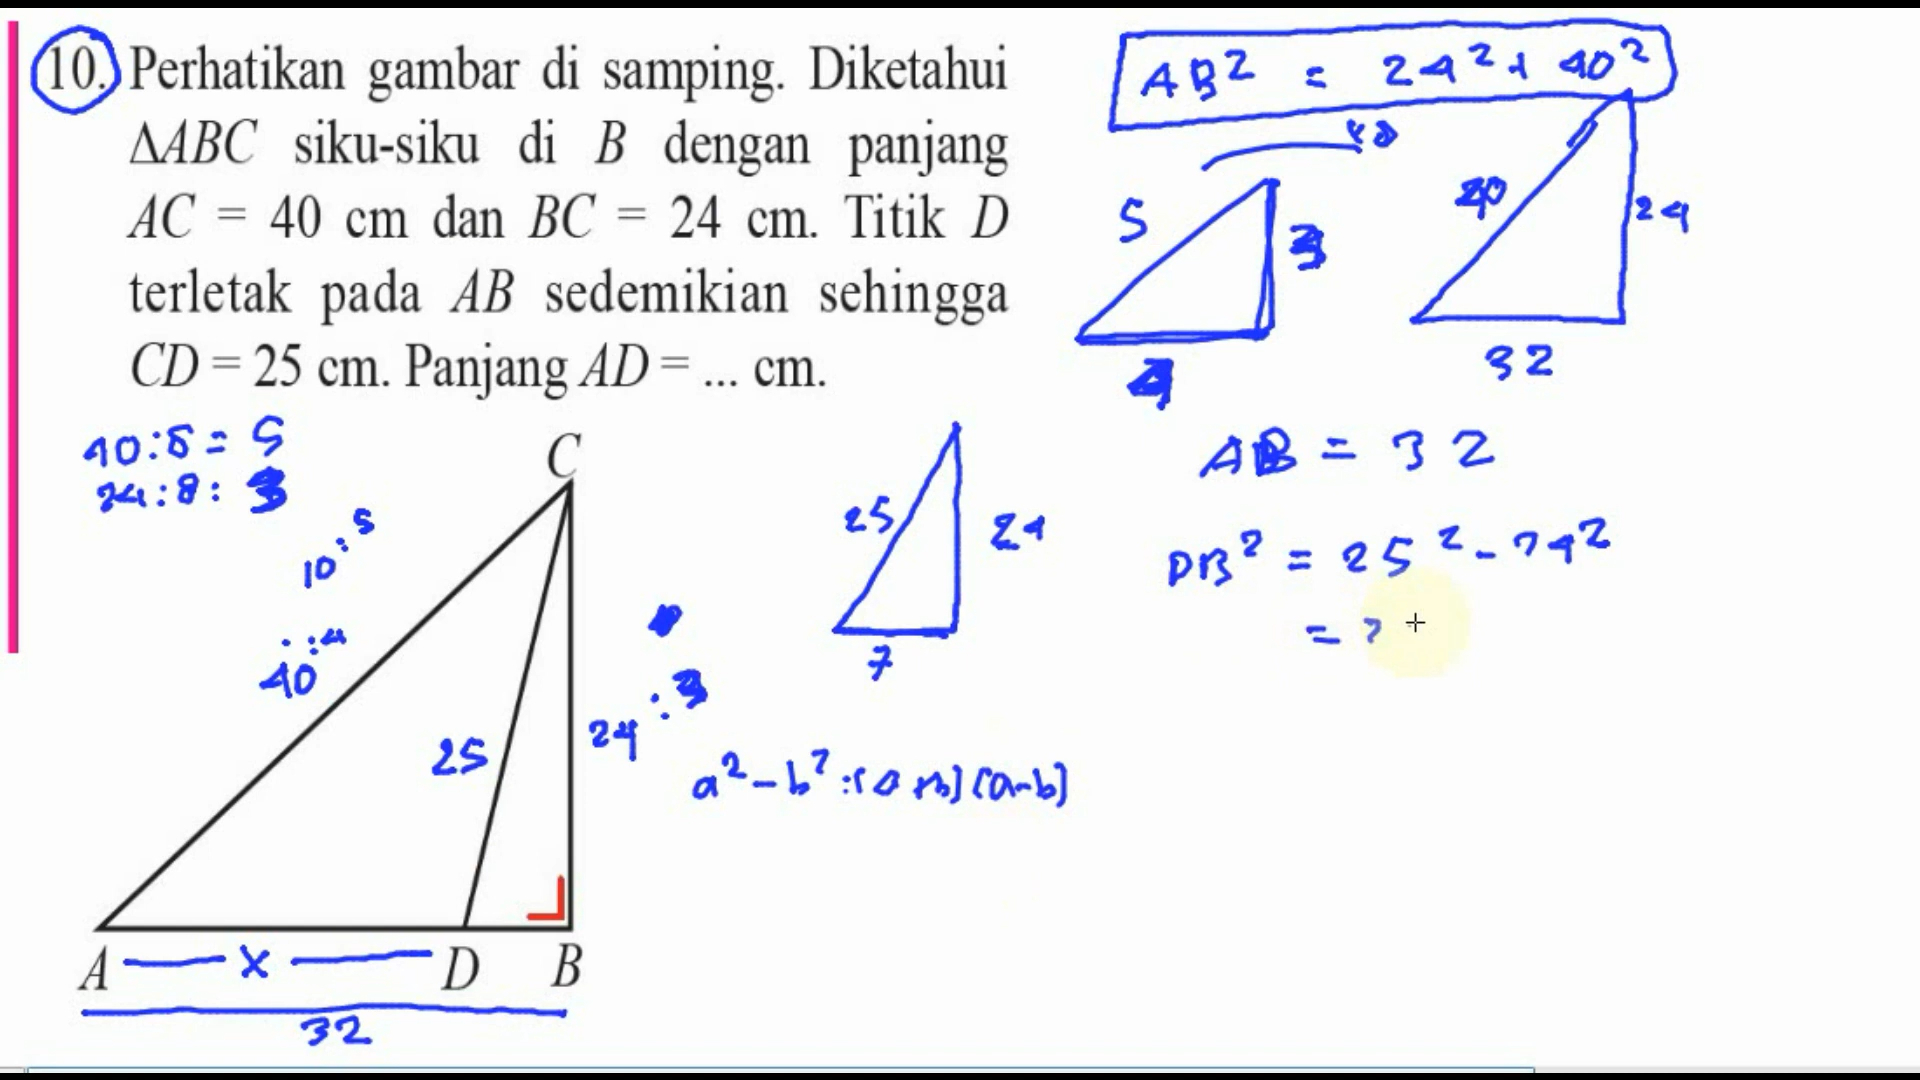 10. Perhatikan gambar di samping. Diketahui
ΔABC siku-siku di B dengan panjang
AC = 40 cm dan BC = 24 cm. Titik D
terletak pada AB sedemikian sehingga
CD = 25 cm. Panjang AD = ... cm.
AB² = 24² + 40²
5
3
4
40
24
32
40:8 = 5
24:8: 3
10:5
:4
40
C
25
24
:3
A
x
D
B
32
25
24
7
a²-b²:(a+b)(a-b)
AB = 32
DB² = 25² - 24²
=